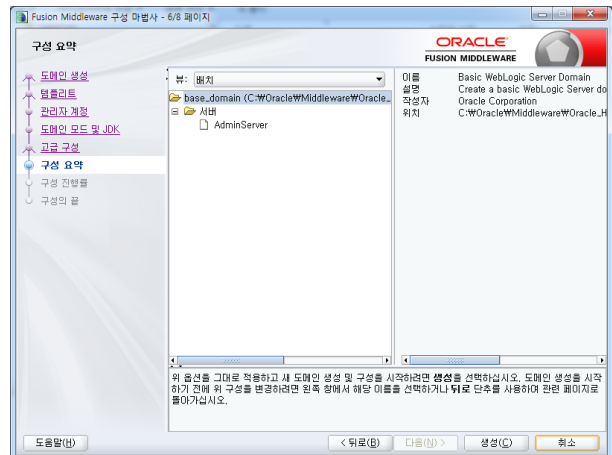 Fusion Middleware 구성 마법사 - 6/8 페이지
구성 요약
ORACLE
FUSION MIDDLEWARE
도메인 생성
템플리트
관리자 계정
도메인 모드 및 JDK
고급 구성
구성 요약
구성 진행률
구성의 끝
뷰: 배치
base_domain (C:₩Oracle₩Middleware₩Oracle_
서버
AdminServer
이름 Basic WebLogic Server Domain
설명 Create a basic WebLogic Server do
작성자 Oracle Corporation
위치 C:₩Oracle₩Middleware₩Oracle_H
위 옵션을 그대로 적용하고 새 도메인 생성 및 구성을 시작하려면 생성을 선택하십시오. 도메인 생성을 시작
하기 전에 위 구성을 변경하려면 왼쪽 창에서 해당 이름을 선택하거나 뒤로 단추를 사용하여 관련 페이지로
돌아가십시오.
도움말(H)
< 뒤로(B)
다음(N) >
생성(C)
취소